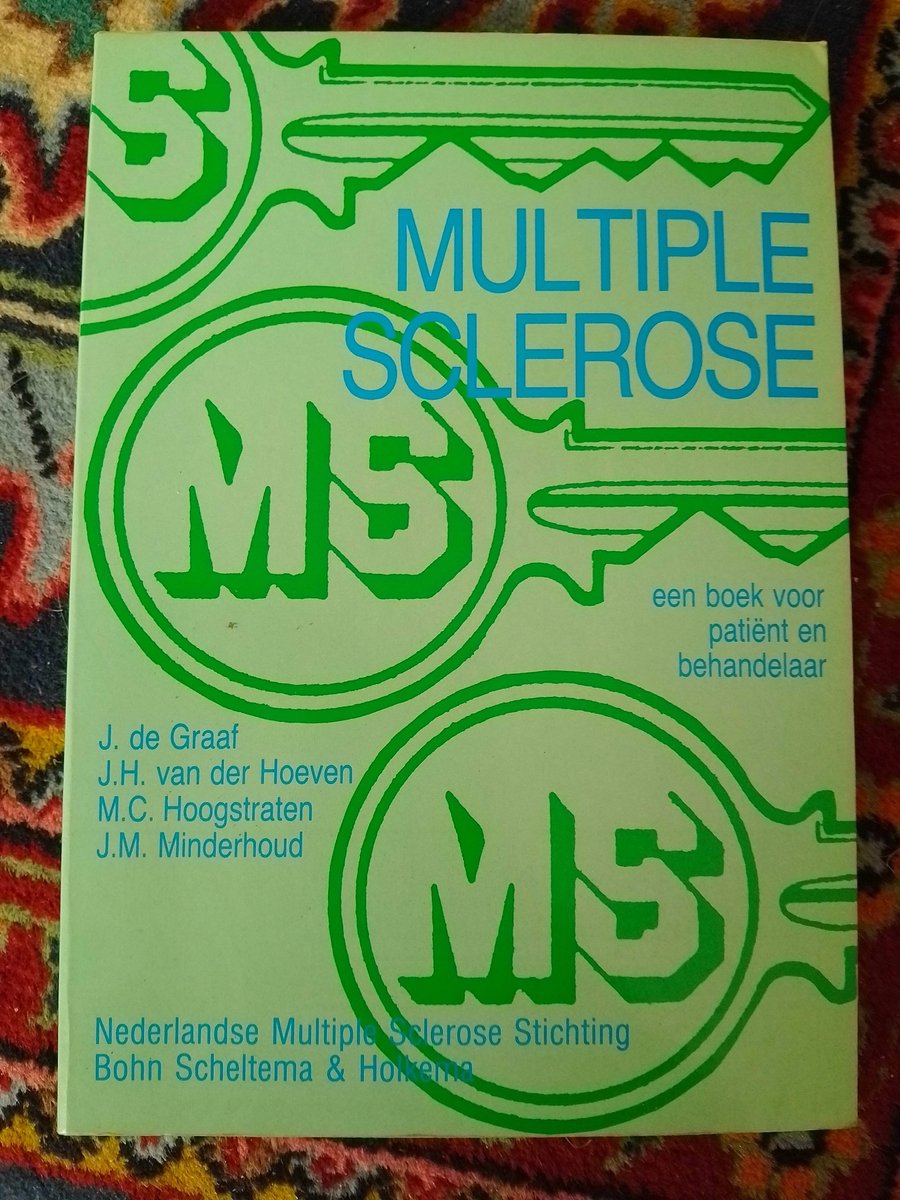 S
MULTIPLE
SCLEROSE
MS
een boek voor
patiënt en
behandelaar
J. de Graaf
J.H. van der Hoeven
M.C. Hoogstraten
J.M. Minderhoud
MS
Nederlandse Multiple Sclerose Stichting
Bohn Scheltema & Holkema